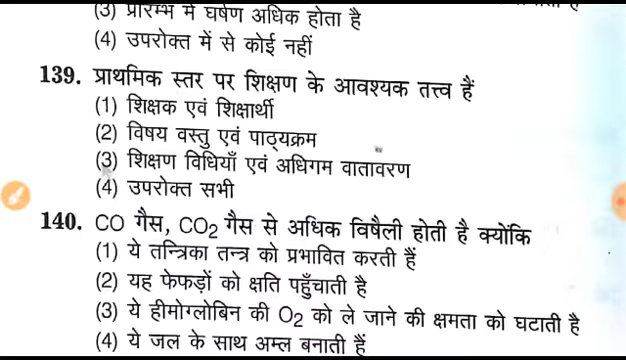 (3) प्रारम्भ में घर्षण अधिक होता है
(4) उपरोक्त में से कोई नहीं
139. प्राथमिक स्तर पर शिक्षण के आवश्यक तत्त्व हैं
(1) शिक्षक एवं शिक्षार्थी
(2) विषय वस्तु एवं पाठ्यक्रम
(3) शिक्षण विधियाँ एवं अधिगम वातावरण
(4) उपरोक्त सभी
140. CO गैस, CO₂ गैस से अधिक विषैली होती है क्योंकि
(1) ये तन्त्रिका तन्त्र को प्रभावित करती हैं
(2) यह फेफड़ों को क्षति पहुँचाती है
(3) ये हीमोग्लोबिन की O₂ को ले जाने की क्षमता को घटाती है
(4) ये जल के साथ अम्ल बनाती हैं